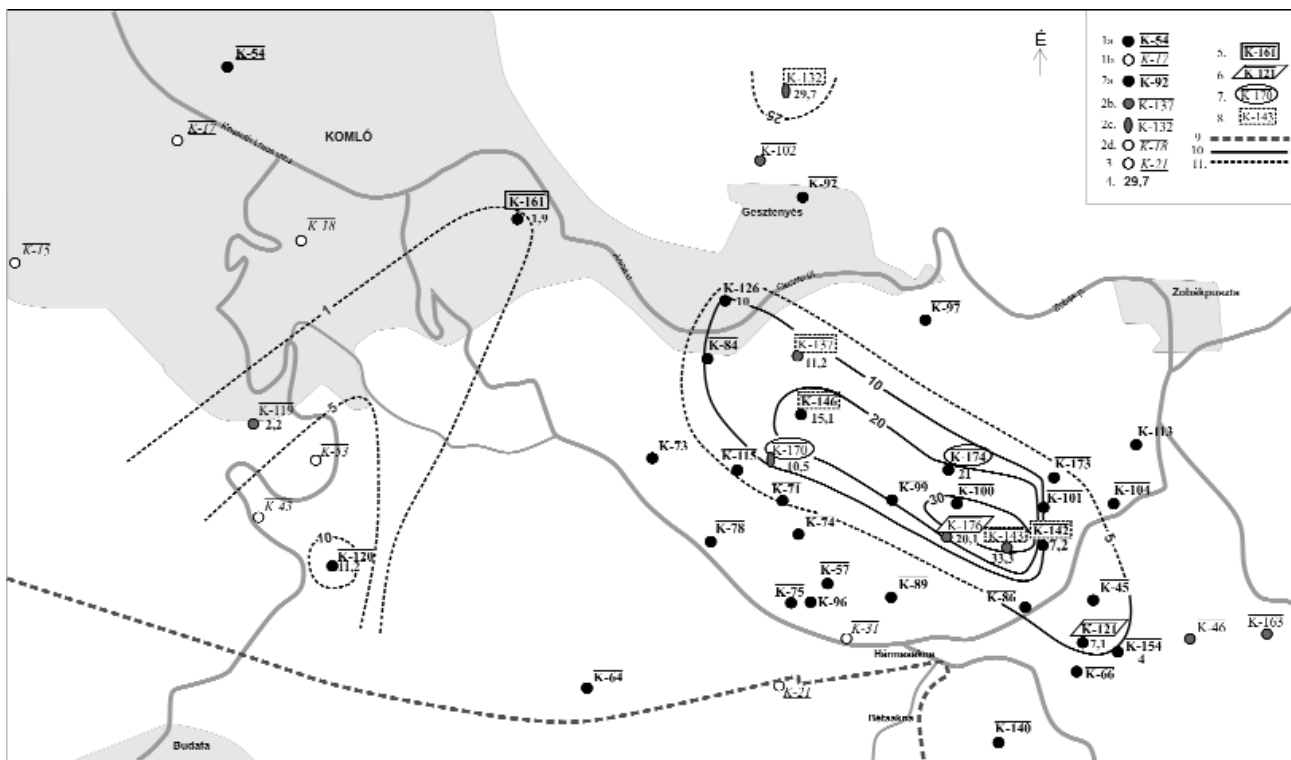 K-54
K-17
KOMLÓ
K-132
29,7
25
É
K-102
K-92
Gesztenyés
K-161
1,9
K-18
K-15
1
K-126
10
K-97
Zobákpuszta
K-84
K-137
11,2
10
K-146
15,1
20
K-119
2,2
5
K-53
K-73
K-115
K-170
10,5
K-174
21
K-173
K-113
K-43
K-71
K-99
30
K-100
K-101
K-104
K-78
K-74
K-176
20,1
K-143
33,3
K-142
7,2
5
10
K-120
11,2
K-57
K-75
K-96
K-89
K-86
K-45
K-31
K-121
7,1
K-154
4
K-46
K-163
K-64
K-21
K-66
K-140
Budafa
1a. K-54
1b. K-17
2a. K-92
2b. K-137
2c. K-132
2d. K-18
3. K-21
4. 29,7
5. K-161
6. K-121
7. K-170
8. K-143
9.
10.
11.